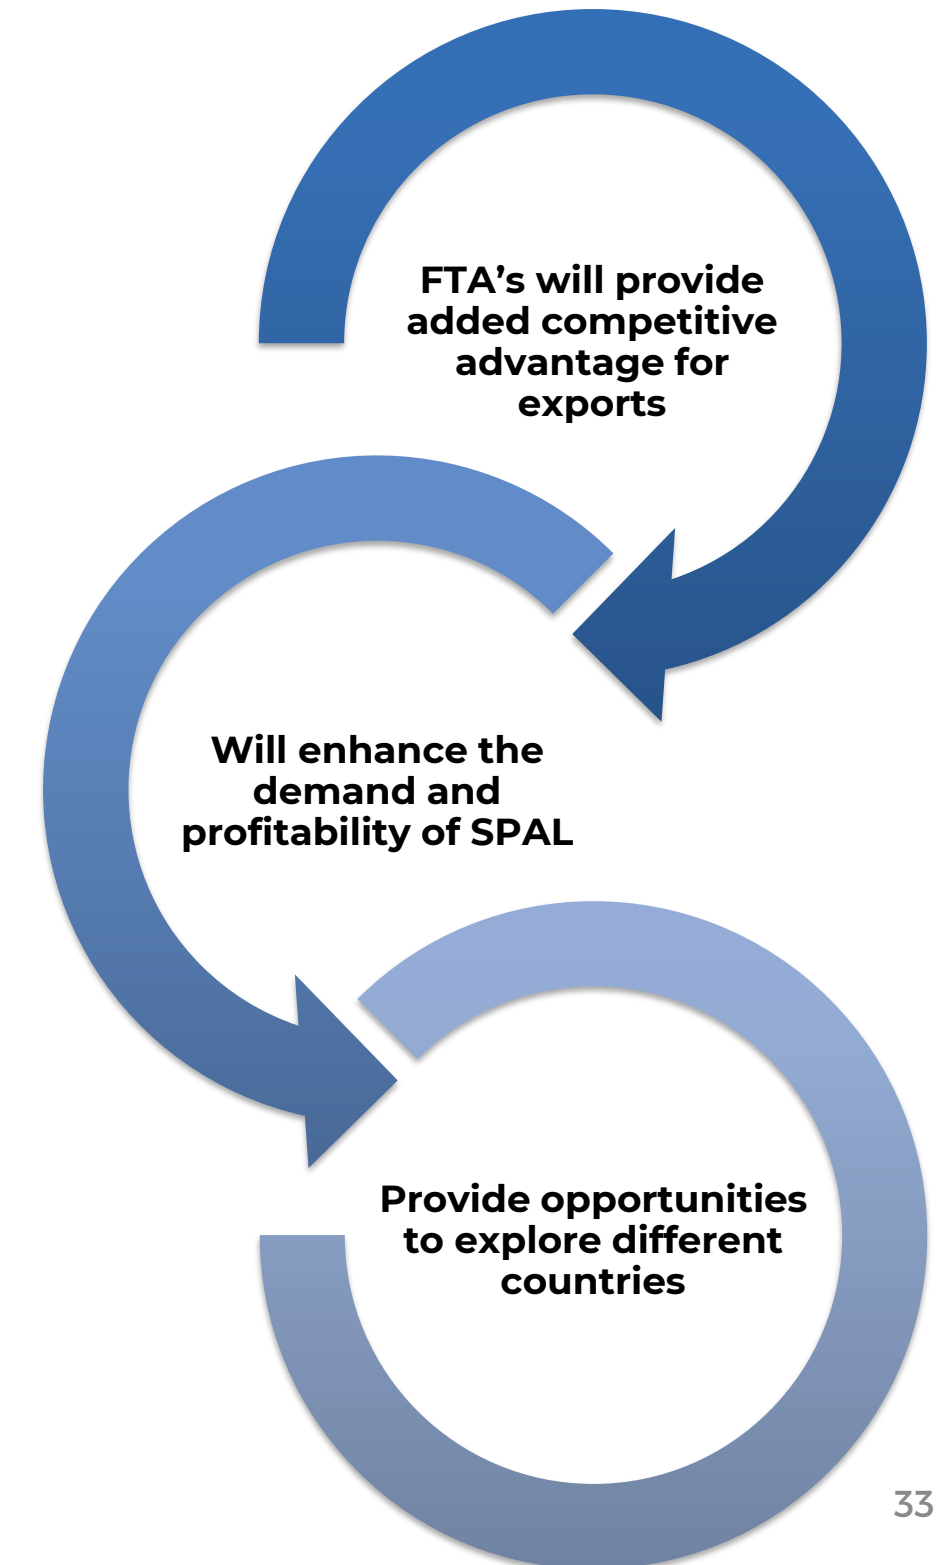 FTA’s will provide
added competitive
advantage for
exports
Will enhance the
demand and
profitability of SPAL
Provide opportunities
to explore different
countries
33